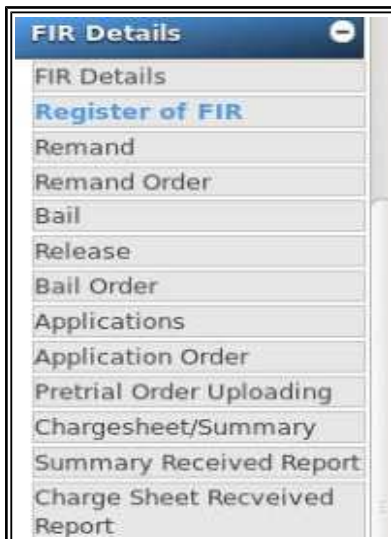 FIR Details
FIR Details
Register of FIR
Remand
Remand Order
Bail
Release
Bail Order
Applications
Application Order
Pretrial Order Uploading
Chargesheet/Summary
Summary Received Report
Charge Sheet Recveived
Report